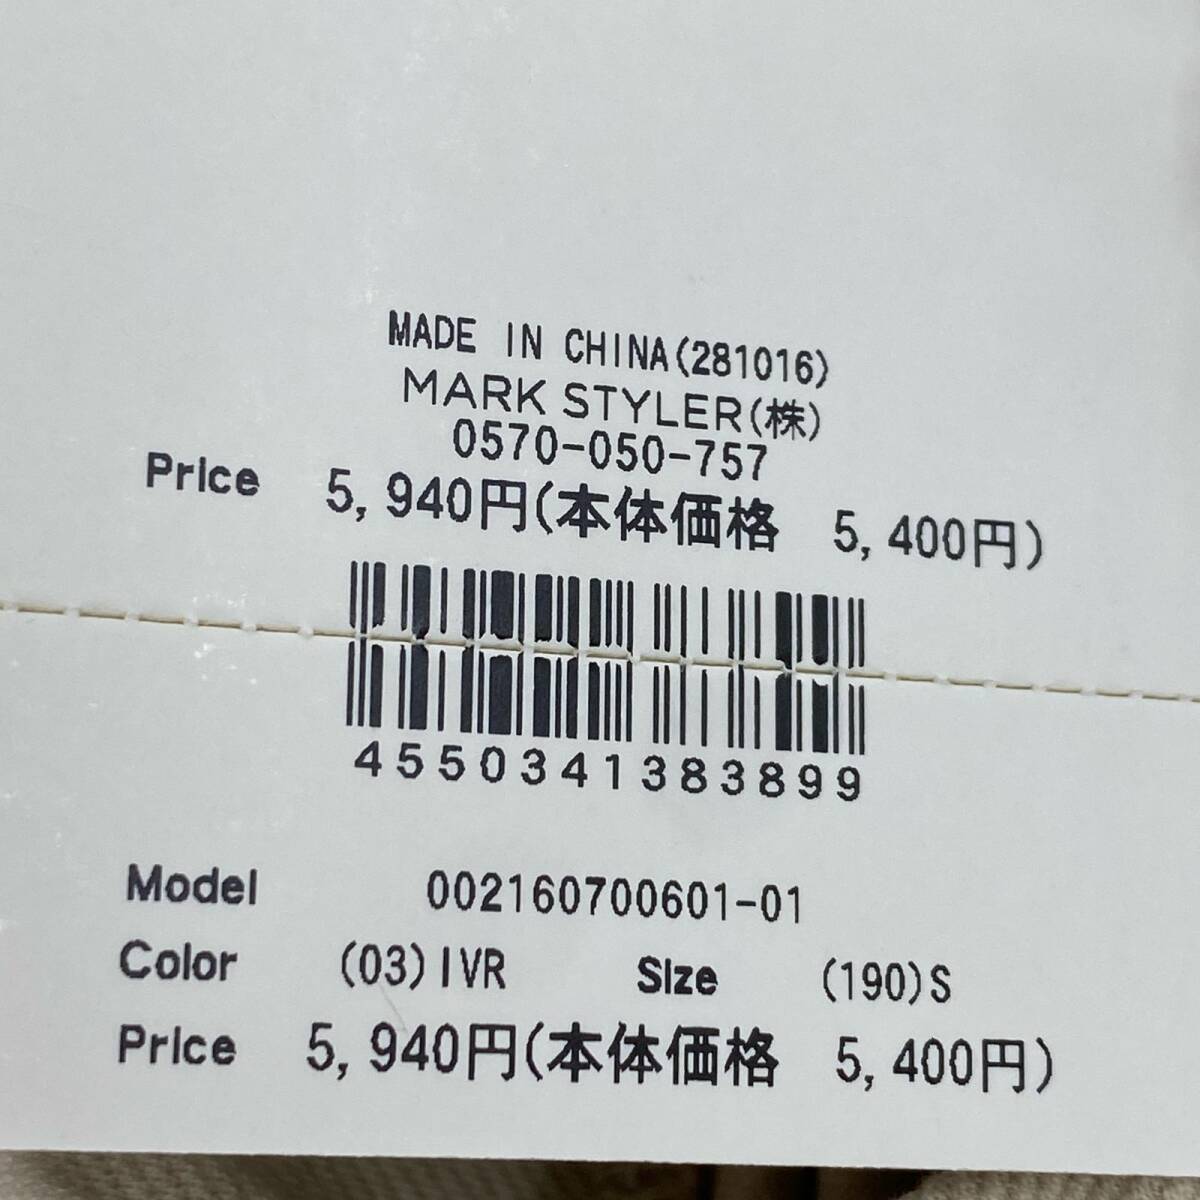 MADE IN CHINA(281016)
MARK STYLER(株)
0570-050-757
Price 5,940円(本体価格 5,400円)
4550341383899
Model 002160700601-01
Color (03)IVR Size (190)S
Price 5,940円(本体価格 5,400円)